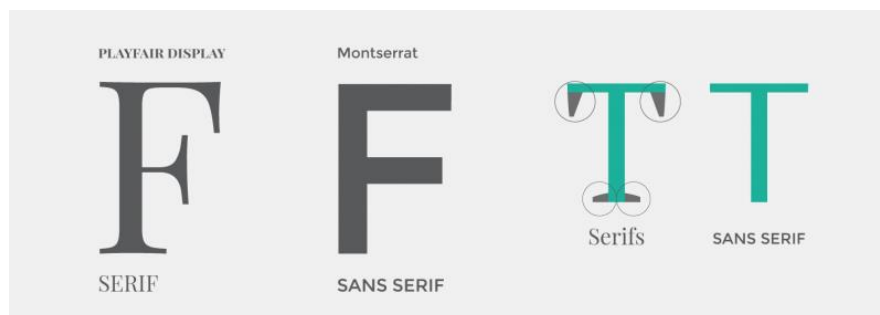 PLAYFAIR DISPLAY
F
SERIF
Montserrat
F
SANS SERIF
T
Serifs
T
SANS SERIF